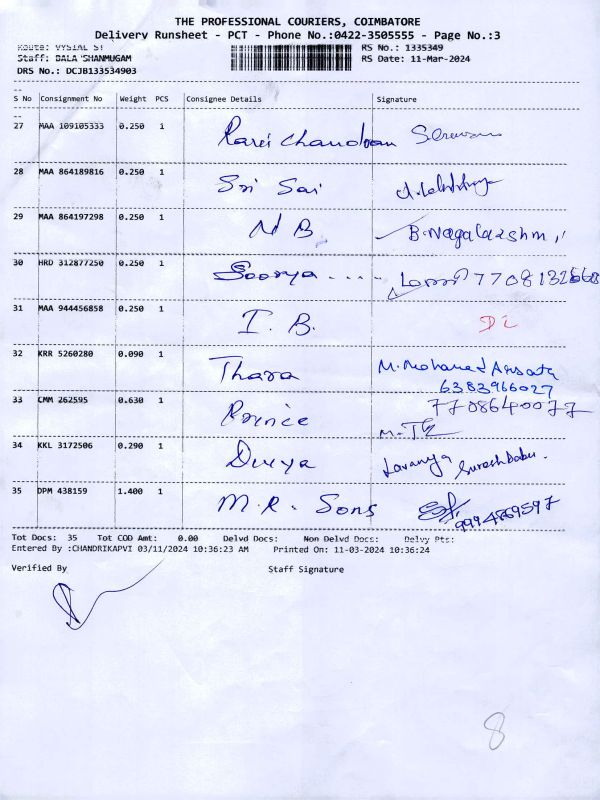 THE PROFESSIONAL COURIERS, COIMBATORE
Delivery Runsheet - PCT - Phone No.:0422-3505555 - Page No.:3
Route: VYSIAL ST RS No.: 1335349
Staff: BALA SHANMUGAM RS Date: 11-Mar-2024
DRS No.: DCJB133534903
S No Consignment No Weight PCS Consignee Details Signature
27 MAA 109105333 0.250 1 Chandran
28 MAA 864189816 0.250 1 Sri Sai
29 MAA 864197298 0.250 1 N B B. Nagalakshmi
30 HRD 312877250 0.250 1 Soorya ....
31 MAA 944456858 0.250 1 I. B. DL
32 KRR 5260280 0.090 1 Thara M. Mohamed
6383966027
33 CMM 262595 0.630 1 Prince 7708640077
34 KKL 3172506 0.290 1 Divya Lavanya Sureshbabu.
35 DPM 438159 1.400 1 M.R. Sons 9994869597
Tot Docs: 35 Tot COD Amt: 0.00 Delvd Docs: Non Delvd Docs: Delvy Pts:
Entered By :CHANDRIKAPVI 03/11/2024 10:36:23 AM Printed On: 11-03-2024 10:36:24
Verified By Staff Signature
8